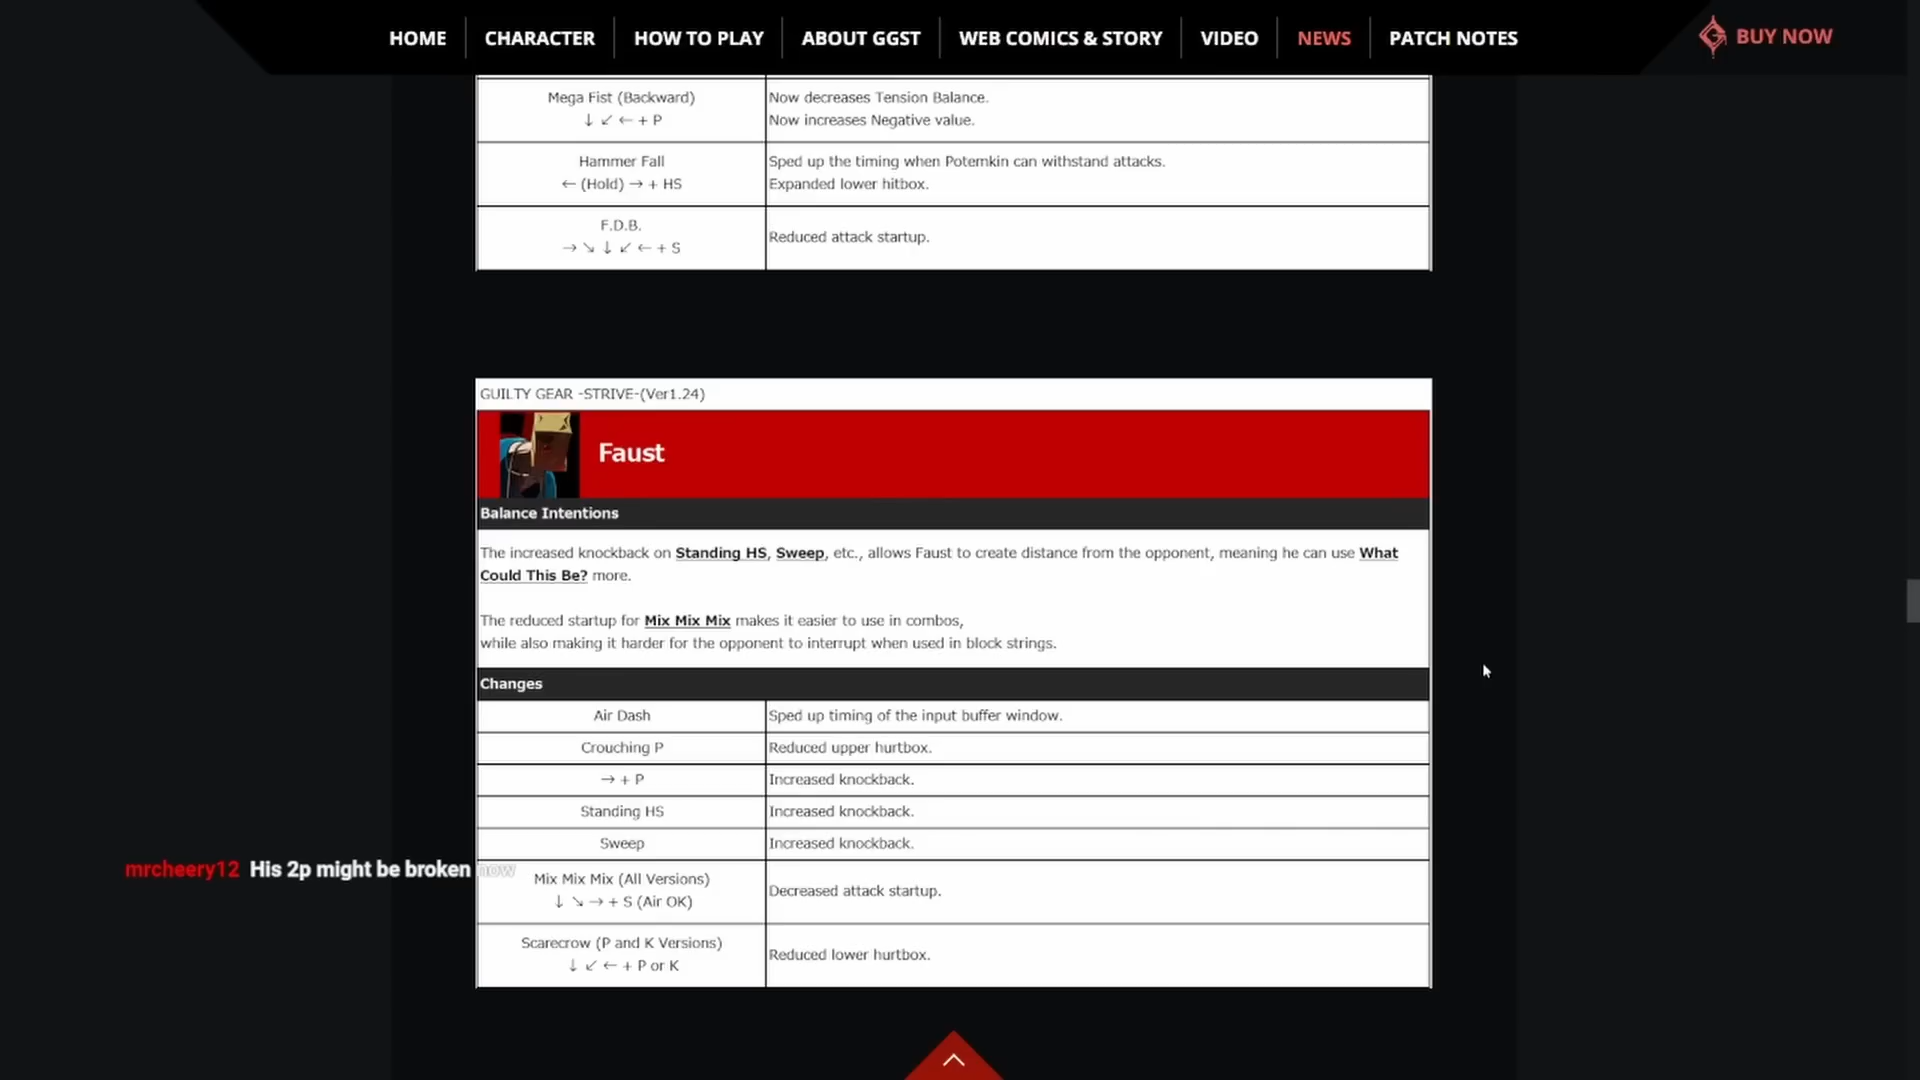 HOME CHARACTER HOW TO PLAY ABOUT GGST WEB COMICS & STORY VIDEO NEWS PATCH NOTES BUY NOW
Mega Fist (Backward)
↓ ↙ ← + P
Now decreases Tension Balance.
Now increases Negative value.
Hammer Fall
← (Hold) → + HS
Sped up the timing when Potemkin can withstand attacks.
Expanded lower hitbox.
F.D.B.
→ ↘ ↓ ↙ ← + S
Reduced attack startup.
GUILTY GEAR -STRIVE-(Ver1.24)
Faust
Balance Intentions
The increased knockback on Standing HS, Sweep, etc., allows Faust to create distance from the opponent, meaning he can use What
Could This Be? more.
The reduced startup for Mix Mix Mix makes it easier to use in combos,
while also making it harder for the opponent to interrupt when used in block strings.
Changes
Air Dash Sped up timing of the input buffer window.
Crouching P Reduced upper hurtbox.
→ + P Increased knockback.
Standing HS Increased knockback.
Sweep Increased knockback.
mrcheery12 His 2p might be broken now
Mix Mix Mix (All Versions)
↓ ↘ → + S (Air OK)
Decreased attack startup.
Scarecrow (P and K Versions)
↓ ↙ ← + P or K
Reduced lower hurtbox.